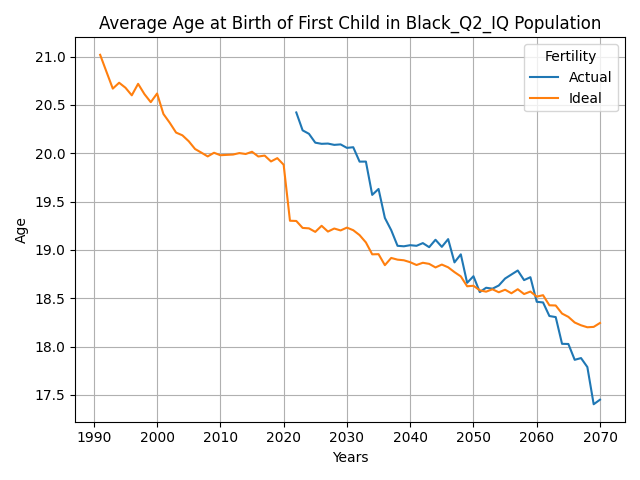 Average Age at Birth of First Child in Black_Q2_IQ Population
Fertility
Actual
Ideal
Age
21.0
20.5
20.0
19.5
19.0
18.5
18.0
17.5
1990 2000 2010 2020 2030 2040 2050 2060 2070
Years